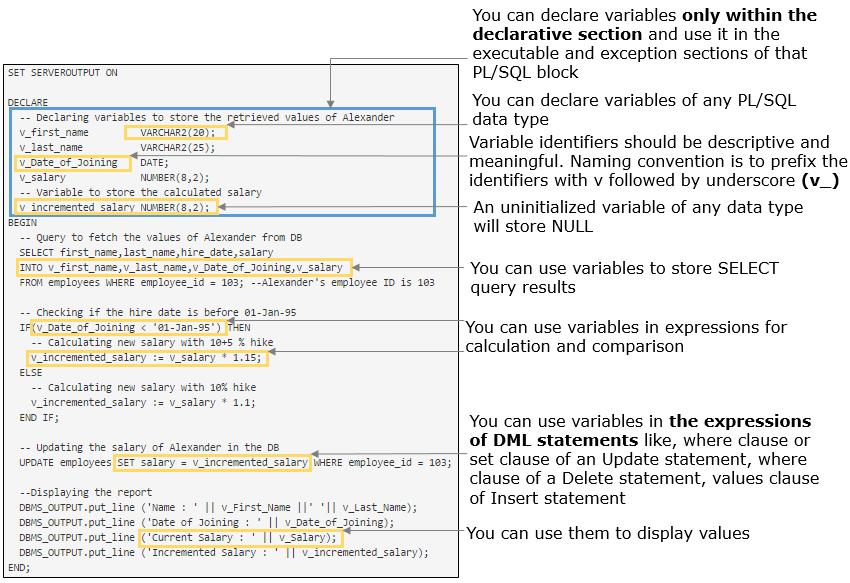 You can declare variables only within the
declarative section and use it in the
executable and exception sections of that
PL/SQL block
You can declare variables of any PL/SQL
data type
Variable identifiers should be descriptive and
meaningful. Naming convention is to prefix the
identifiers with v followed by underscore (v_)
An uninitialized variable of any data type
will store NULL
You can use variables to store SELECT
query results
You can use variables in expressions for
calculation and comparison
You can use variables in the expressions
of DML statements like, where clause or
set clause of an Update statement, where
clause of a Delete statement, values clause
of Insert statement
You can use them to display values
SET SERVEROUTPUT ON
DECLARE
-- Declaring variables to store the retrieved values of Alexander
v_first_name VARCHAR2(20);
v_last_name VARCHAR2(25);
v_Date_of_Joining DATE;
v_salary NUMBER(8,2);
-- Variable to store the calculated salary
v_incremented_salary NUMBER(8,2);
BEGIN
-- Query to fetch the values of Alexander from DB
SELECT first_name,last_name,hire_date,salary
INTO v_first_name,v_last_name,v_Date_of_Joining,v_salary
FROM employees WHERE employee_id = 103; --Alexander's employee ID is 103
-- Checking if the hire date is before 01-Jan-95
IF(v_Date_of_Joining < '01-Jan-95') THEN
-- Calculating new salary with 10+5 % hike
v_incremented_salary := v_salary * 1.15;
ELSE
-- Calculating new salary with 10% hike
v_incremented_salary := v_salary * 1.1;
END IF;
-- Updating the salary of Alexander in the DB
UPDATE employees SET salary = v_incremented_salary WHERE employee_id = 103;
--Displaying the report
DBMS_OUTPUT.put_line ('Name : ' || v_First_Name ||' '|| v_Last_Name);
DBMS_OUTPUT.put_line ('Date of Joining : ' || v_Date_of_Joining);
DBMS_OUTPUT.put_line ('Current Salary : ' || v_Salary);
DBMS_OUTPUT.put_line ('Incremented Salary : ' || v_incremented_salary);
END;